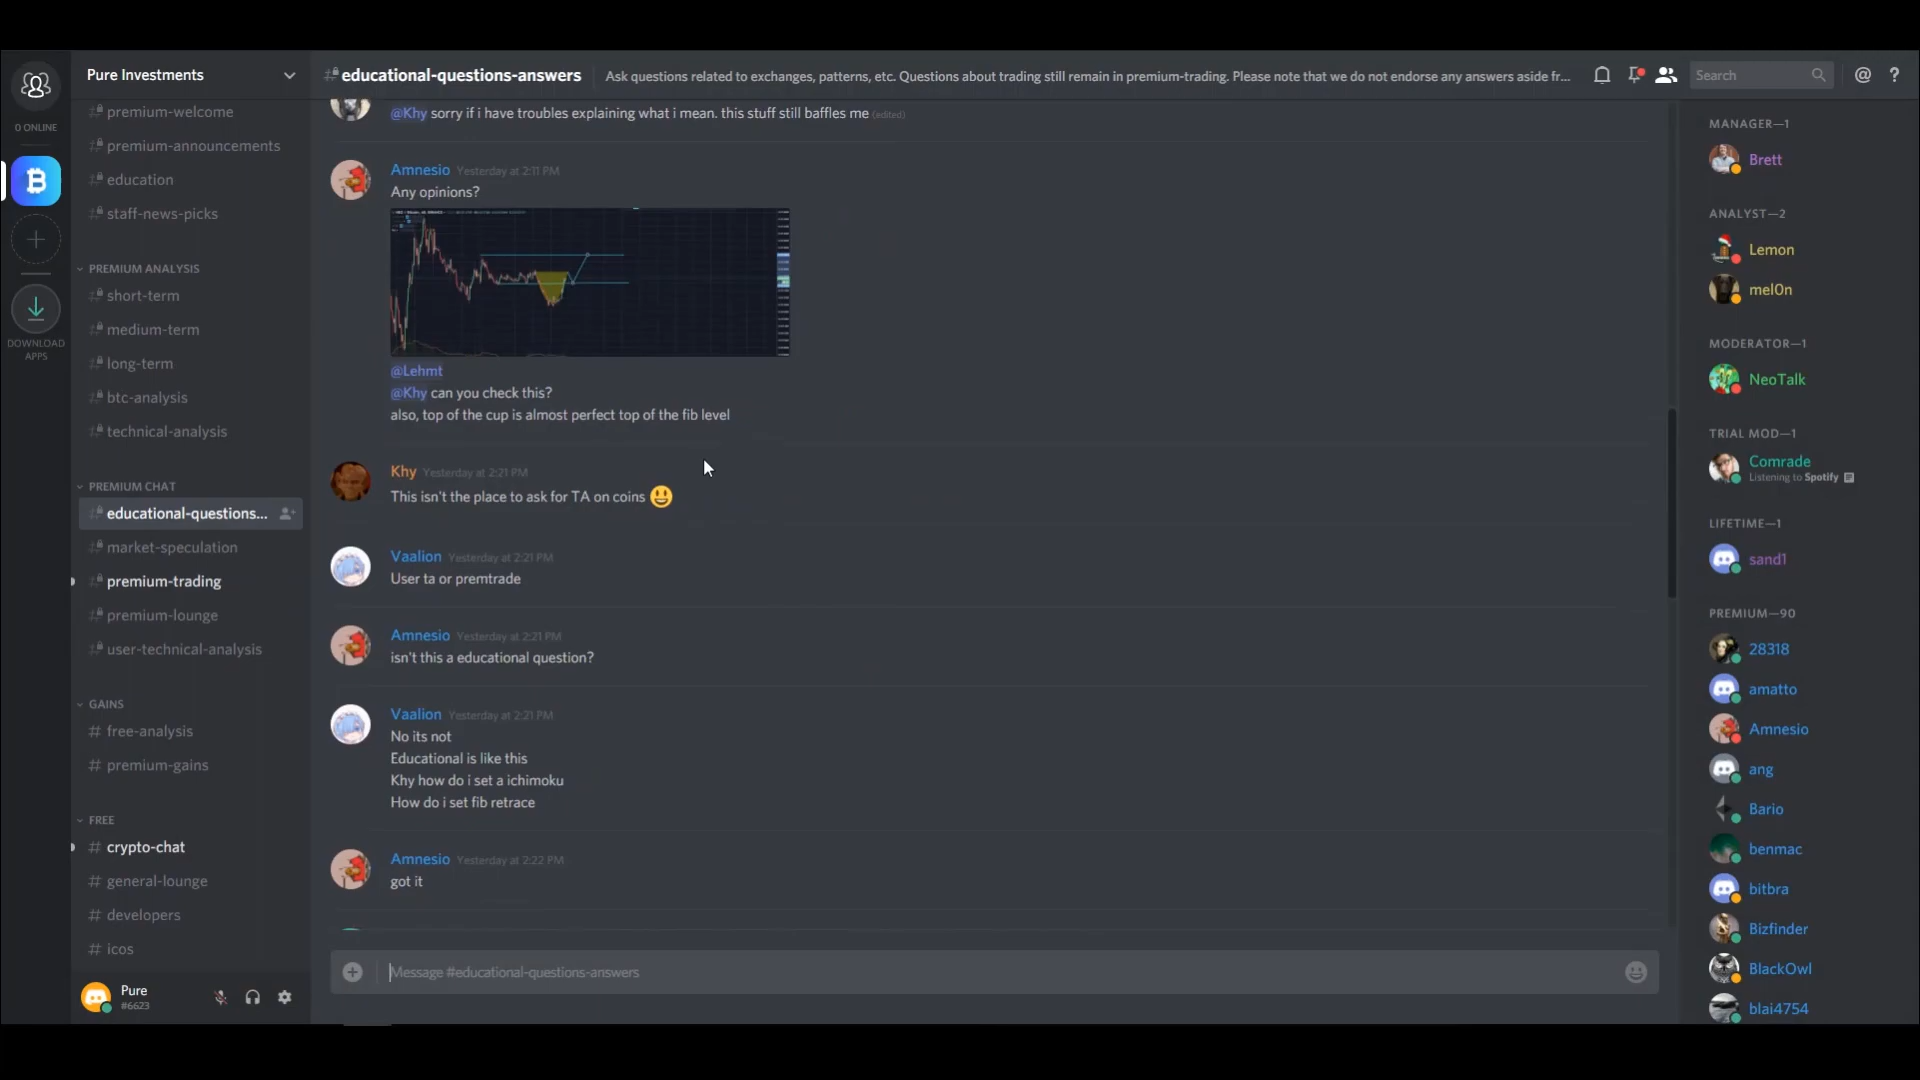 0 ONLINE
DOWNLOAD
APPS
Pure Investments
premium-welcome
premium-announcements
education
staff-news-picks
PREMIUM ANALYSIS
short-term
medium-term
long-term
btc-analysis
technical-analysis
PREMIUM CHAT
educational-questions...
market-speculation
premium-trading
premium-lounge
user-technical-analysis
GAINS
# free-analysis
# premium-gains
FREE
# crypto-chat
# general-lounge
# developers
# icos
Pure
#6623
educational-questions-answers
Ask questions related to exchanges, patterns, etc. Questions about trading still remain in premium-trading. Please note that we do not endorse any answers aside fr...
Search
@ ?
@Khy sorry if i have troubles explaining what i mean. this stuff still baffles me (edited)
Amnesio Yesterday at 2:11 PM
Any opinions?
@Lehmt
@Khy can you check this?
also, top of the cup is almost perfect top of the fib level
Khy Yesterday at 2:21 PM
This isn't the place to ask for TA on coins
Vaalion Yesterday at 2:21 PM
User ta or premtrade
Amnesio Yesterday at 2:21 PM
isn't this a educational question?
Vaalion Yesterday at 2:21 PM
No its not
Educational is like this
Khy how do i set a ichimoku
How do i set fib retrace
Amnesio Yesterday at 2:22 PM
got it
Message #educational-questions-answers
MANAGER—1
Brett
ANALYST—2
Lemon
mel0n
MODERATOR—1
NeoTalk
TRIAL MOD—1
Comrade
Listening to Spotify
LIFETIME—1
sand1
PREMIUM—90
28318
amatto
Amnesio
ang
Bario
benmac
bitbra
Bizfinder
BlackOwl
blai4754